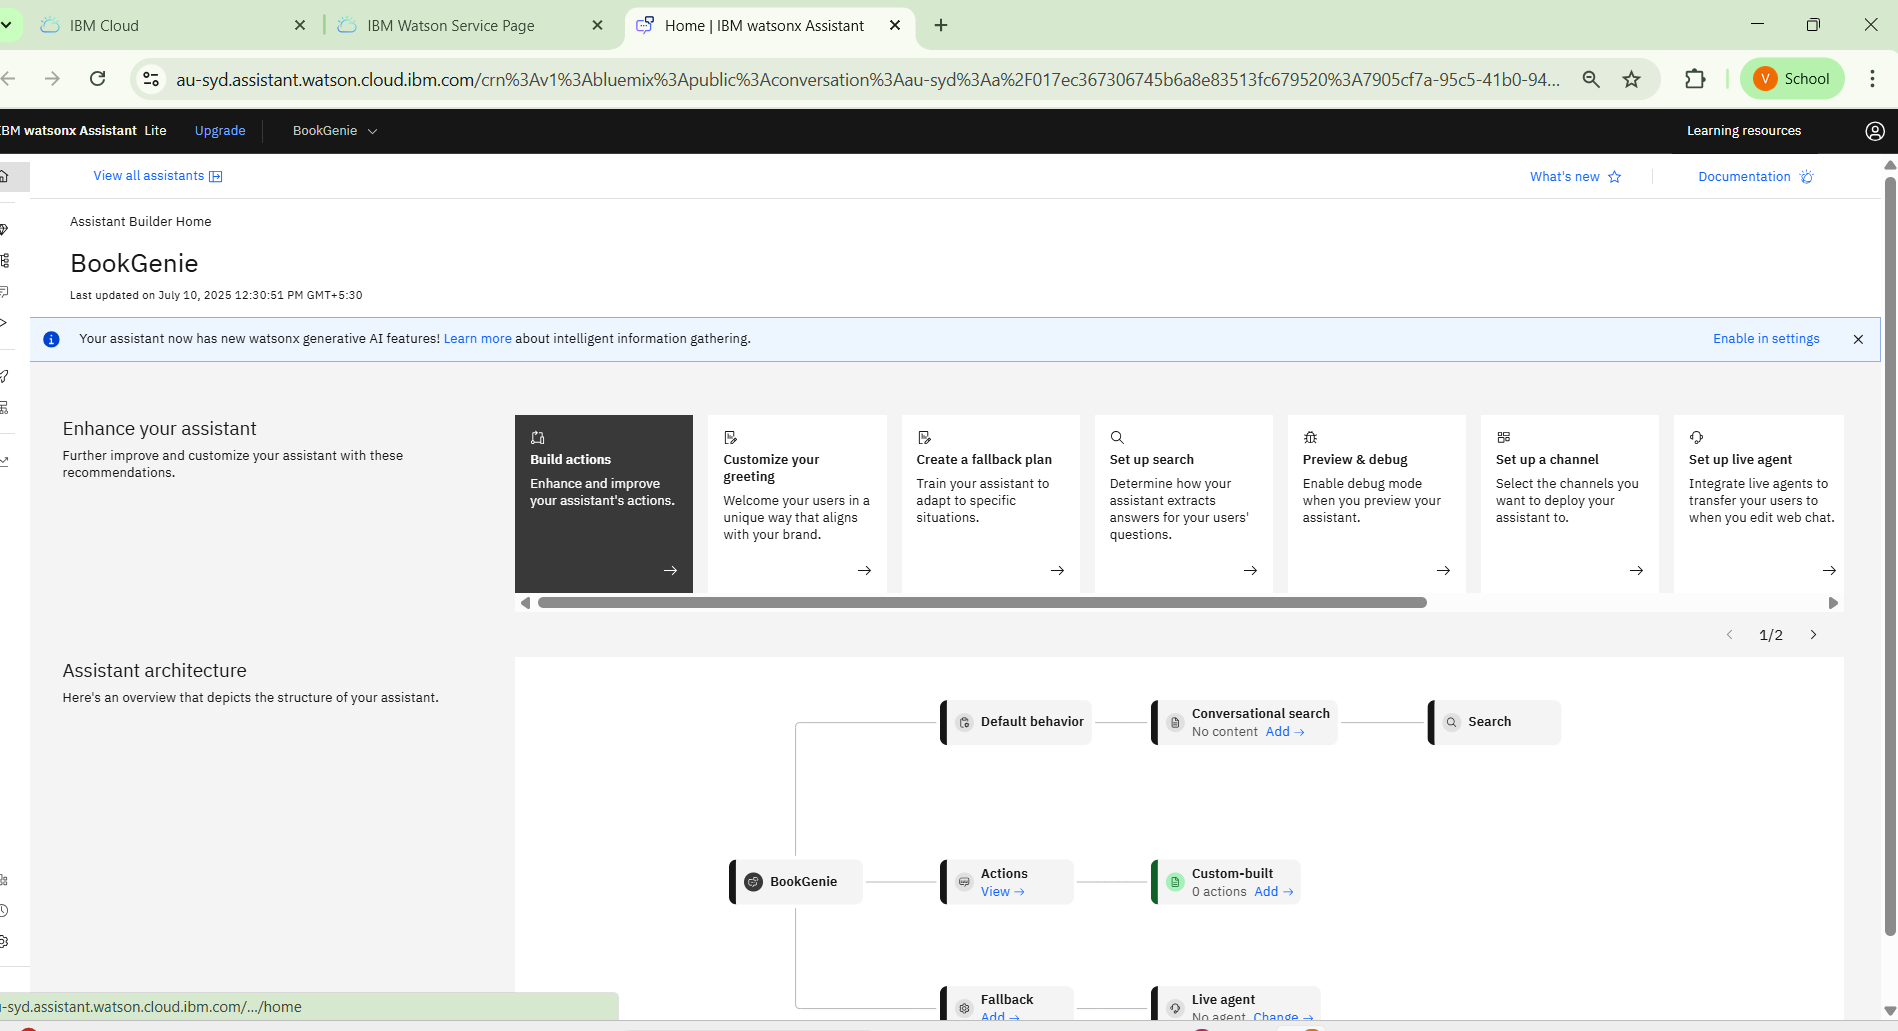 IBM Cloud
IBM Watson Service Page
Home | IBM watsonx Assistant
au-syd.assistant.watson.cloud.ibm.com/crn%3Av1%3Abluemix%3Apublic%3Aconversation%3Aau-syd%3Aa%2F017ec367306745b6a8e83513fc679520%3A7905cf7a-95c5-41b0-94...
V School
IBM watsonx Assistant Lite
Upgrade
BookGenie
Learning resources
View all assistants
What's new
Documentation
Assistant Builder Home
BookGenie
Last updated on July 10, 2025 12:30:51 PM GMT+5:30
Your assistant now has new watsonx generative AI features! Learn more about intelligent information gathering.
Enable in settings
Enhance your assistant
Further improve and customize your assistant with these
recommendations.
Build actions
Enhance and improve
your assistant's actions.
Customize your
greeting
Welcome your users in a
unique way that aligns
with your brand.
Create a fallback plan
Train your assistant to
adapt to specific
situations.
Set up search
Determine how your
assistant extracts
answers for your users'
questions.
Preview & debug
Enable debug mode
when you preview your
assistant.
Set up a channel
Select the channels you
want to deploy your
assistant to.
Set up live agent
Integrate live agents to
transfer your users to
when you edit web chat.
1/2
Assistant architecture
Here's an overview that depicts the structure of your assistant.
Default behavior
Conversational search
No content Add →
Search
BookGenie
Actions
View →
Custom-built
0 actions Add →
Fallback
Add →
Live agent
No agent Change →
-syd.assistant.watson.cloud.ibm.com/.../home